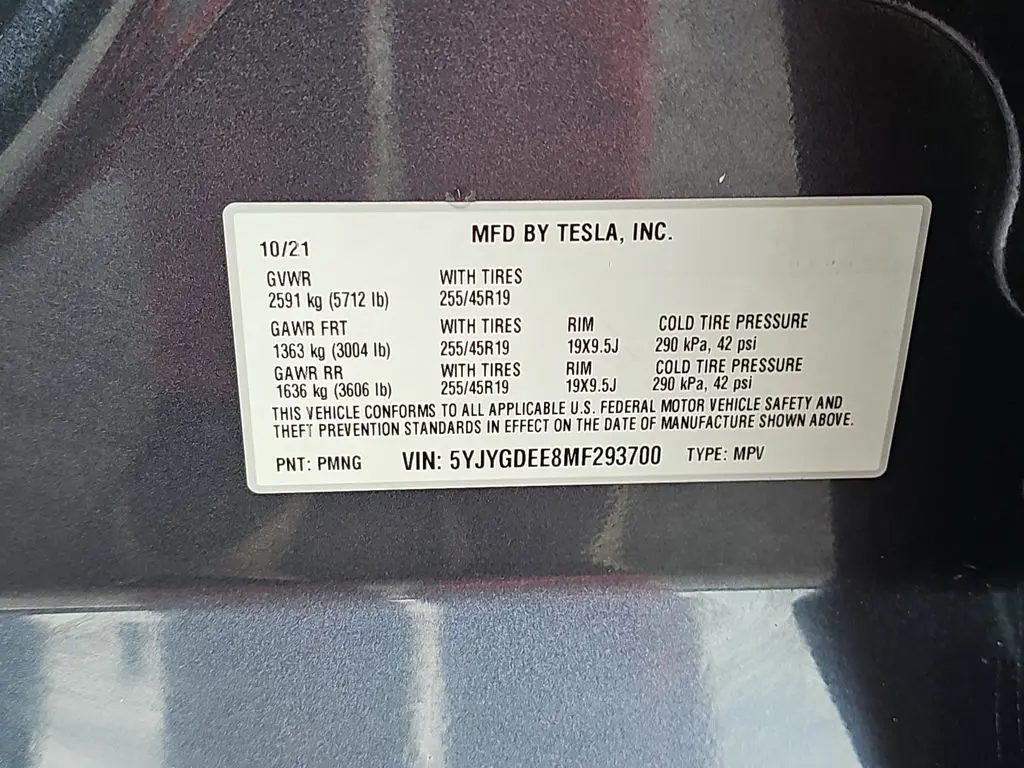 MFD BY TESLA, INC.
10/21
GVWR WITH TIRES
2591 kg (5712 lb) 255/45R19
GAWR FRT WITH TIRES RIM COLD TIRE PRESSURE
1363 kg (3004 lb) 255/45R19 19X9.5J 290 kPa, 42 psi
GAWR RR WITH TIRES RIM COLD TIRE PRESSURE
1636 kg (3606 lb) 255/45R19 19X9.5J 290 kPa, 42 psi
THIS VEHICLE CONFORMS TO ALL APPLICABLE U.S. FEDERAL MOTOR VEHICLE SAFETY AND
THEFT PREVENTION STANDARDS IN EFFECT ON THE DATE OF MANUFACTURE SHOWN ABOVE.
PNT: PMNG VIN: 5YJYGDEE8MF293700 TYPE: MPV